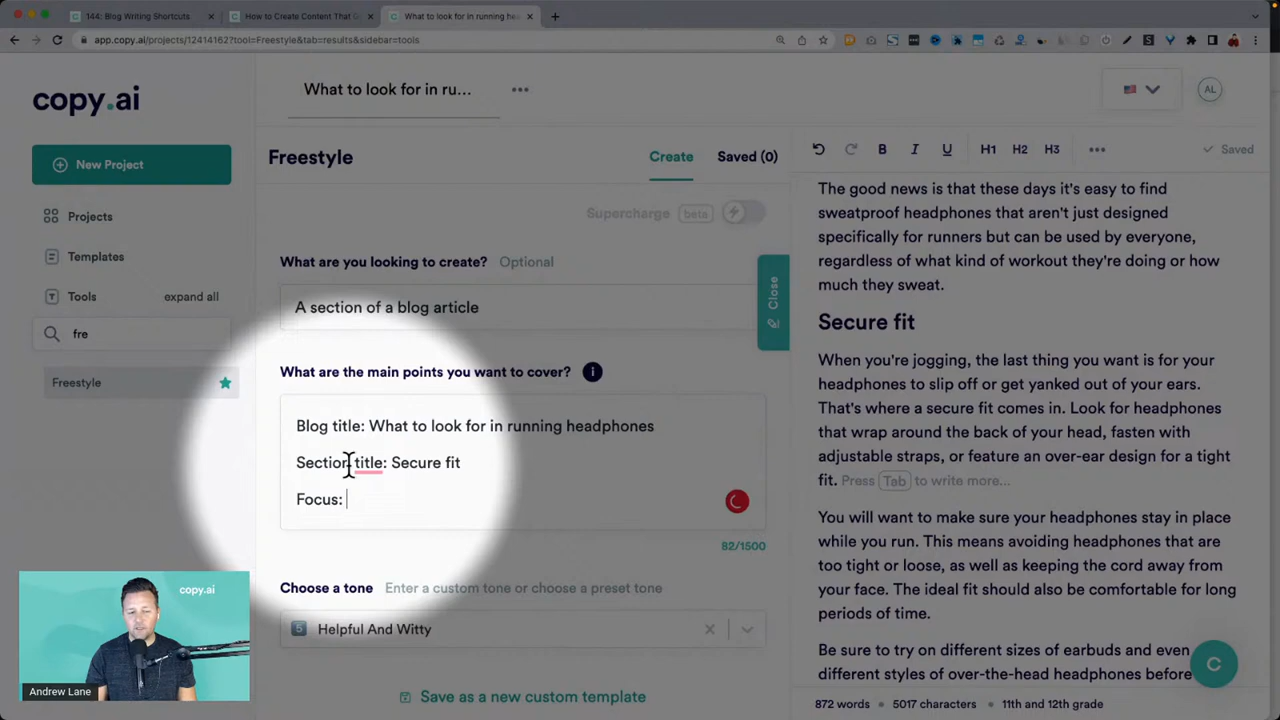 144: Blog Writing Shortcuts
How to Create Content That G
What to look for in running hea
app.copy.ai/projects/12414162?tool=Freestyle&tab=results&sidebar=tools
copy.ai
What to look for in ru...
AL
New Project
Freestyle
Create
Saved (0)
B I U H1 H2 H3
Saved
Projects
Supercharge beta
Templates
Tools
expand all
fre
Freestyle
What are you looking to create? Optional
A section of a blog article
Close
What are the main points you want to cover? i
Blog title: What to look for in running headphones
Section title: Secure fit
Focus:
82/1500
Choose a tone Enter a custom tone or choose a preset tone
5 Helpful And Witty
Save as a new custom template
The good news is that these days it's easy to find
sweatproof headphones that aren't just designed
specifically for runners but can be used by everyone,
regardless of what kind of workout they're doing or how
much they sweat.
Secure fit
When you're jogging, the last thing you want is for your
headphones to slip off or get yanked out of your ears.
That's where a secure fit comes in. Look for headphones
that wrap around the back of your head, fasten with
adjustable straps, or feature an over-ear design for a tight
fit. Press Tab to write more...
You will want to make sure your headphones stay in place
while you run. This means avoiding headphones that are
too tight or loose, as well as keeping the cord away from
your face. The ideal fit should also be comfortable for long
periods of time.
Be sure to try on different sizes of earbuds and even
different styles of over-the-head headphones before
C
872 words 5017 characters 11th and 12th grade
copy.ai
Andrew Lane